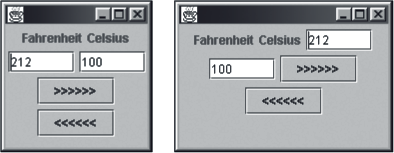 Fahrenheit Celsius
212 100
>>>>>>
<<<<<<
Fahrenheit Celsius 212
100 >>>>>>
<<<<<<